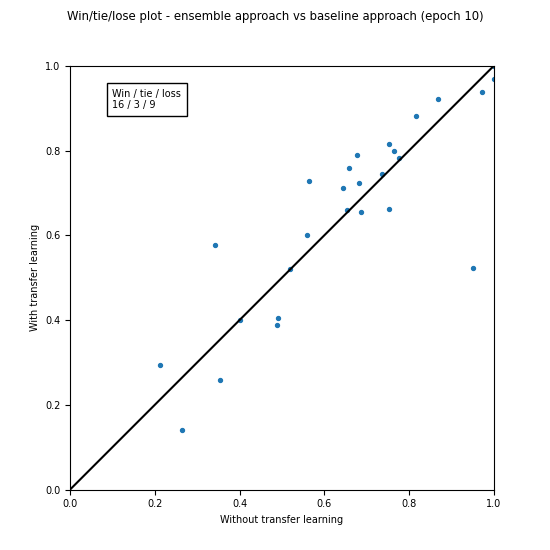 Win/tie/lose plot - ensemble approach vs baseline approach (epoch 10)
1.0
Win / tie / loss
16 / 3 / 9
0.8
0.6
With transfer learning
0.4
0.2
0.0
0.0 0.2 0.4 0.6 0.8 1.0
Without transfer learning